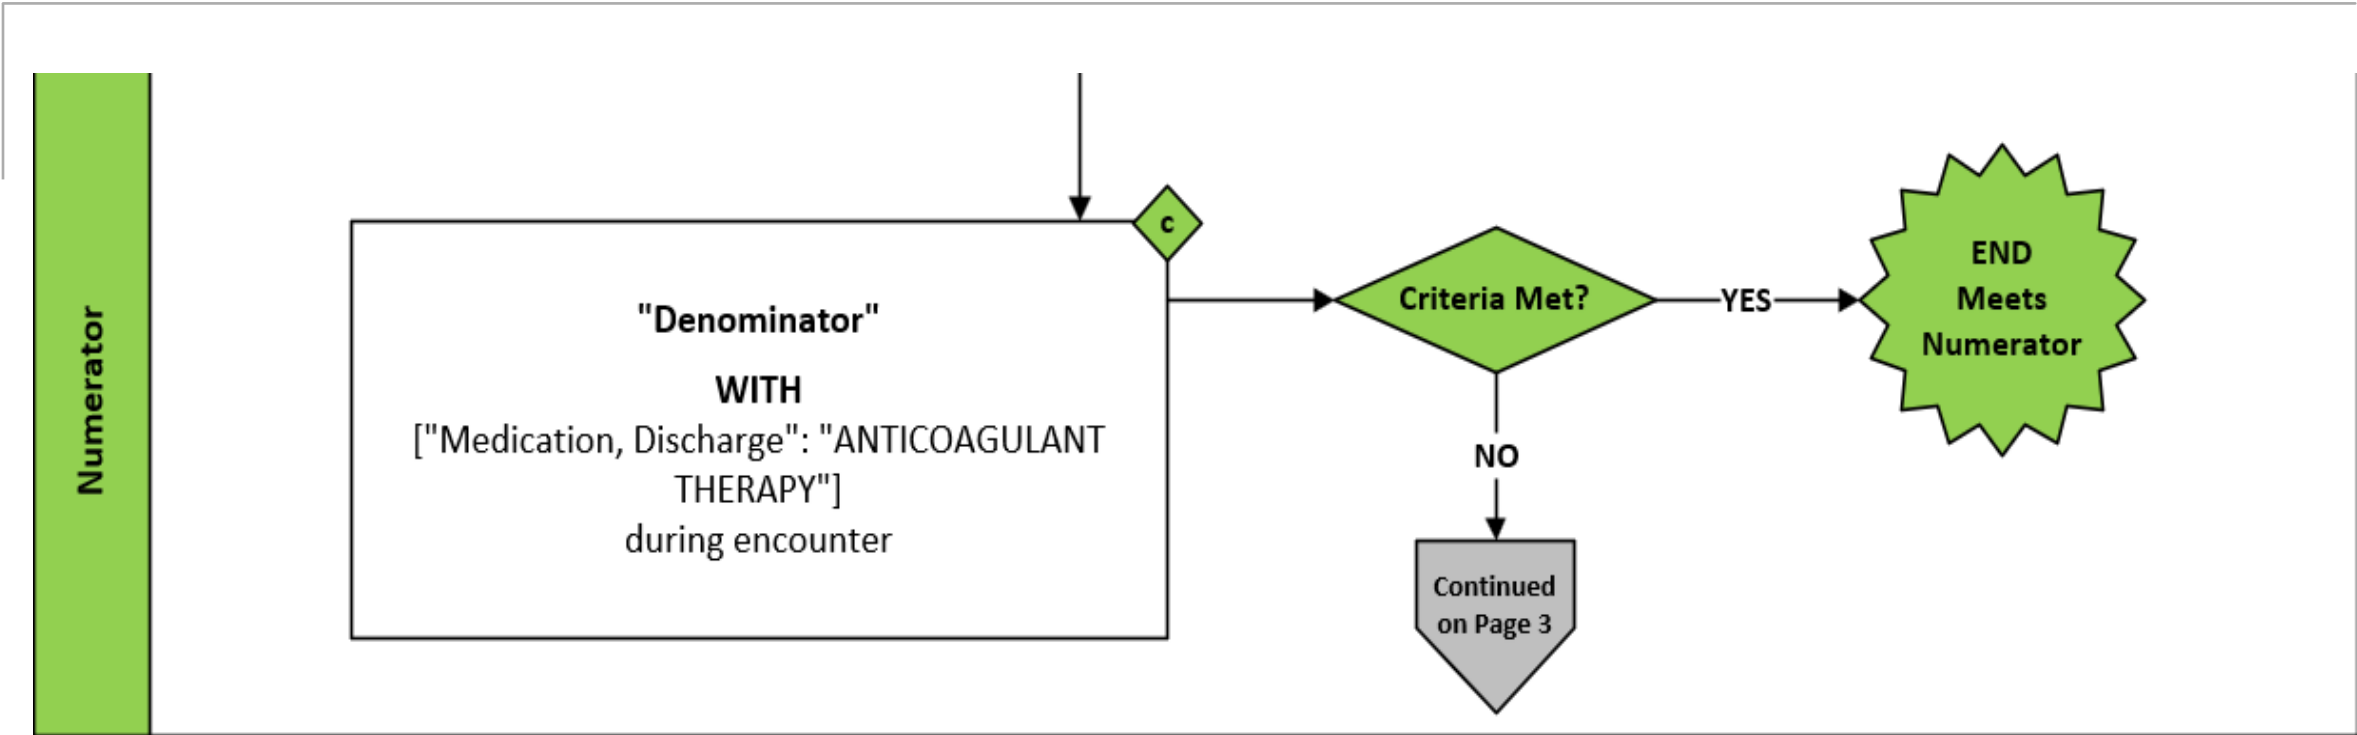 Numerator
c
"Denominator"
WITH
["Medication, Discharge": "ANTICOAGULANT
THERAPY"]
during encounter
Criteria Met?
YES
END
Meets
Numerator
NO
Continued
on Page 3